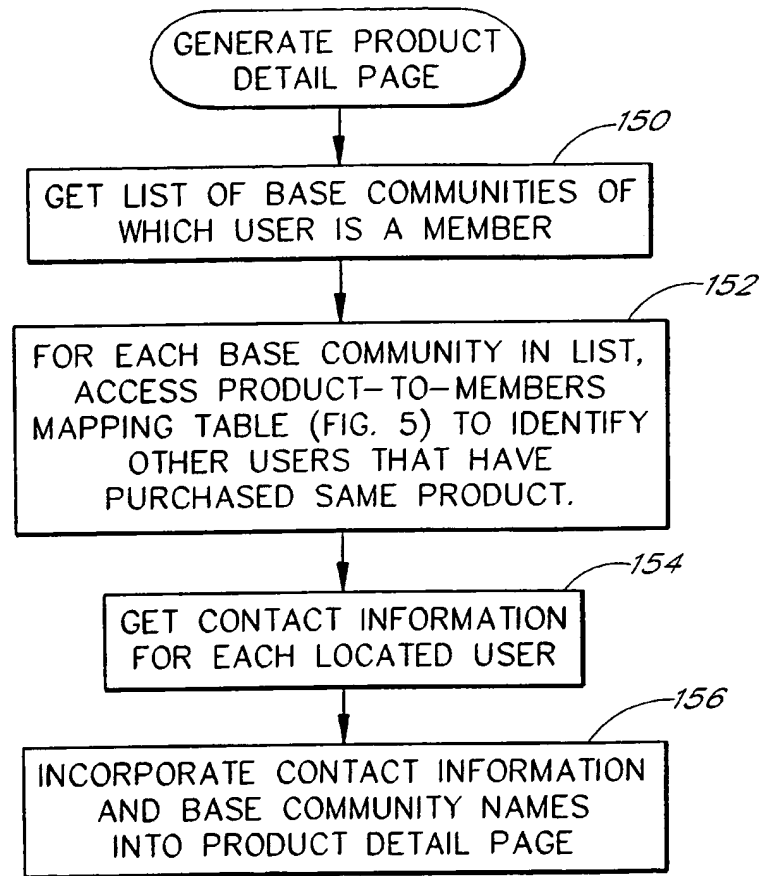 GENERATE PRODUCT
DETAIL PAGE
150
GET LIST OF BASE COMMUNITIES OF
WHICH USER IS A MEMBER
152
FOR EACH BASE COMMUNITY IN LIST,
ACCESS PRODUCT-TO-MEMBERS
MAPPING TABLE (FIG. 5) TO IDENTIFY
OTHER USERS THAT HAVE
PURCHASED SAME PRODUCT.
154
GET CONTACT INFORMATION
FOR EACH LOCATED USER
156
INCORPORATE CONTACT INFORMATION
AND BASE COMMUNITY NAMES
INTO PRODUCT DETAIL PAGE